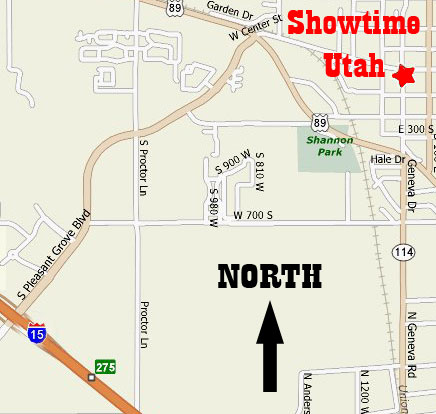 89
Garden Dr
W Center St
Showtime
Utah
89
E 300 S
Shannon
Park
Hale Dr
S Proctor Ln
S 900 W
S 810 W
S 980 W
Geneva Dr
W 700 S
S Pleasant Grove Blvd
114
NORTH
15
Proctor Ln
N Geneva Rd
275
N Anders
N 1200 W
Union